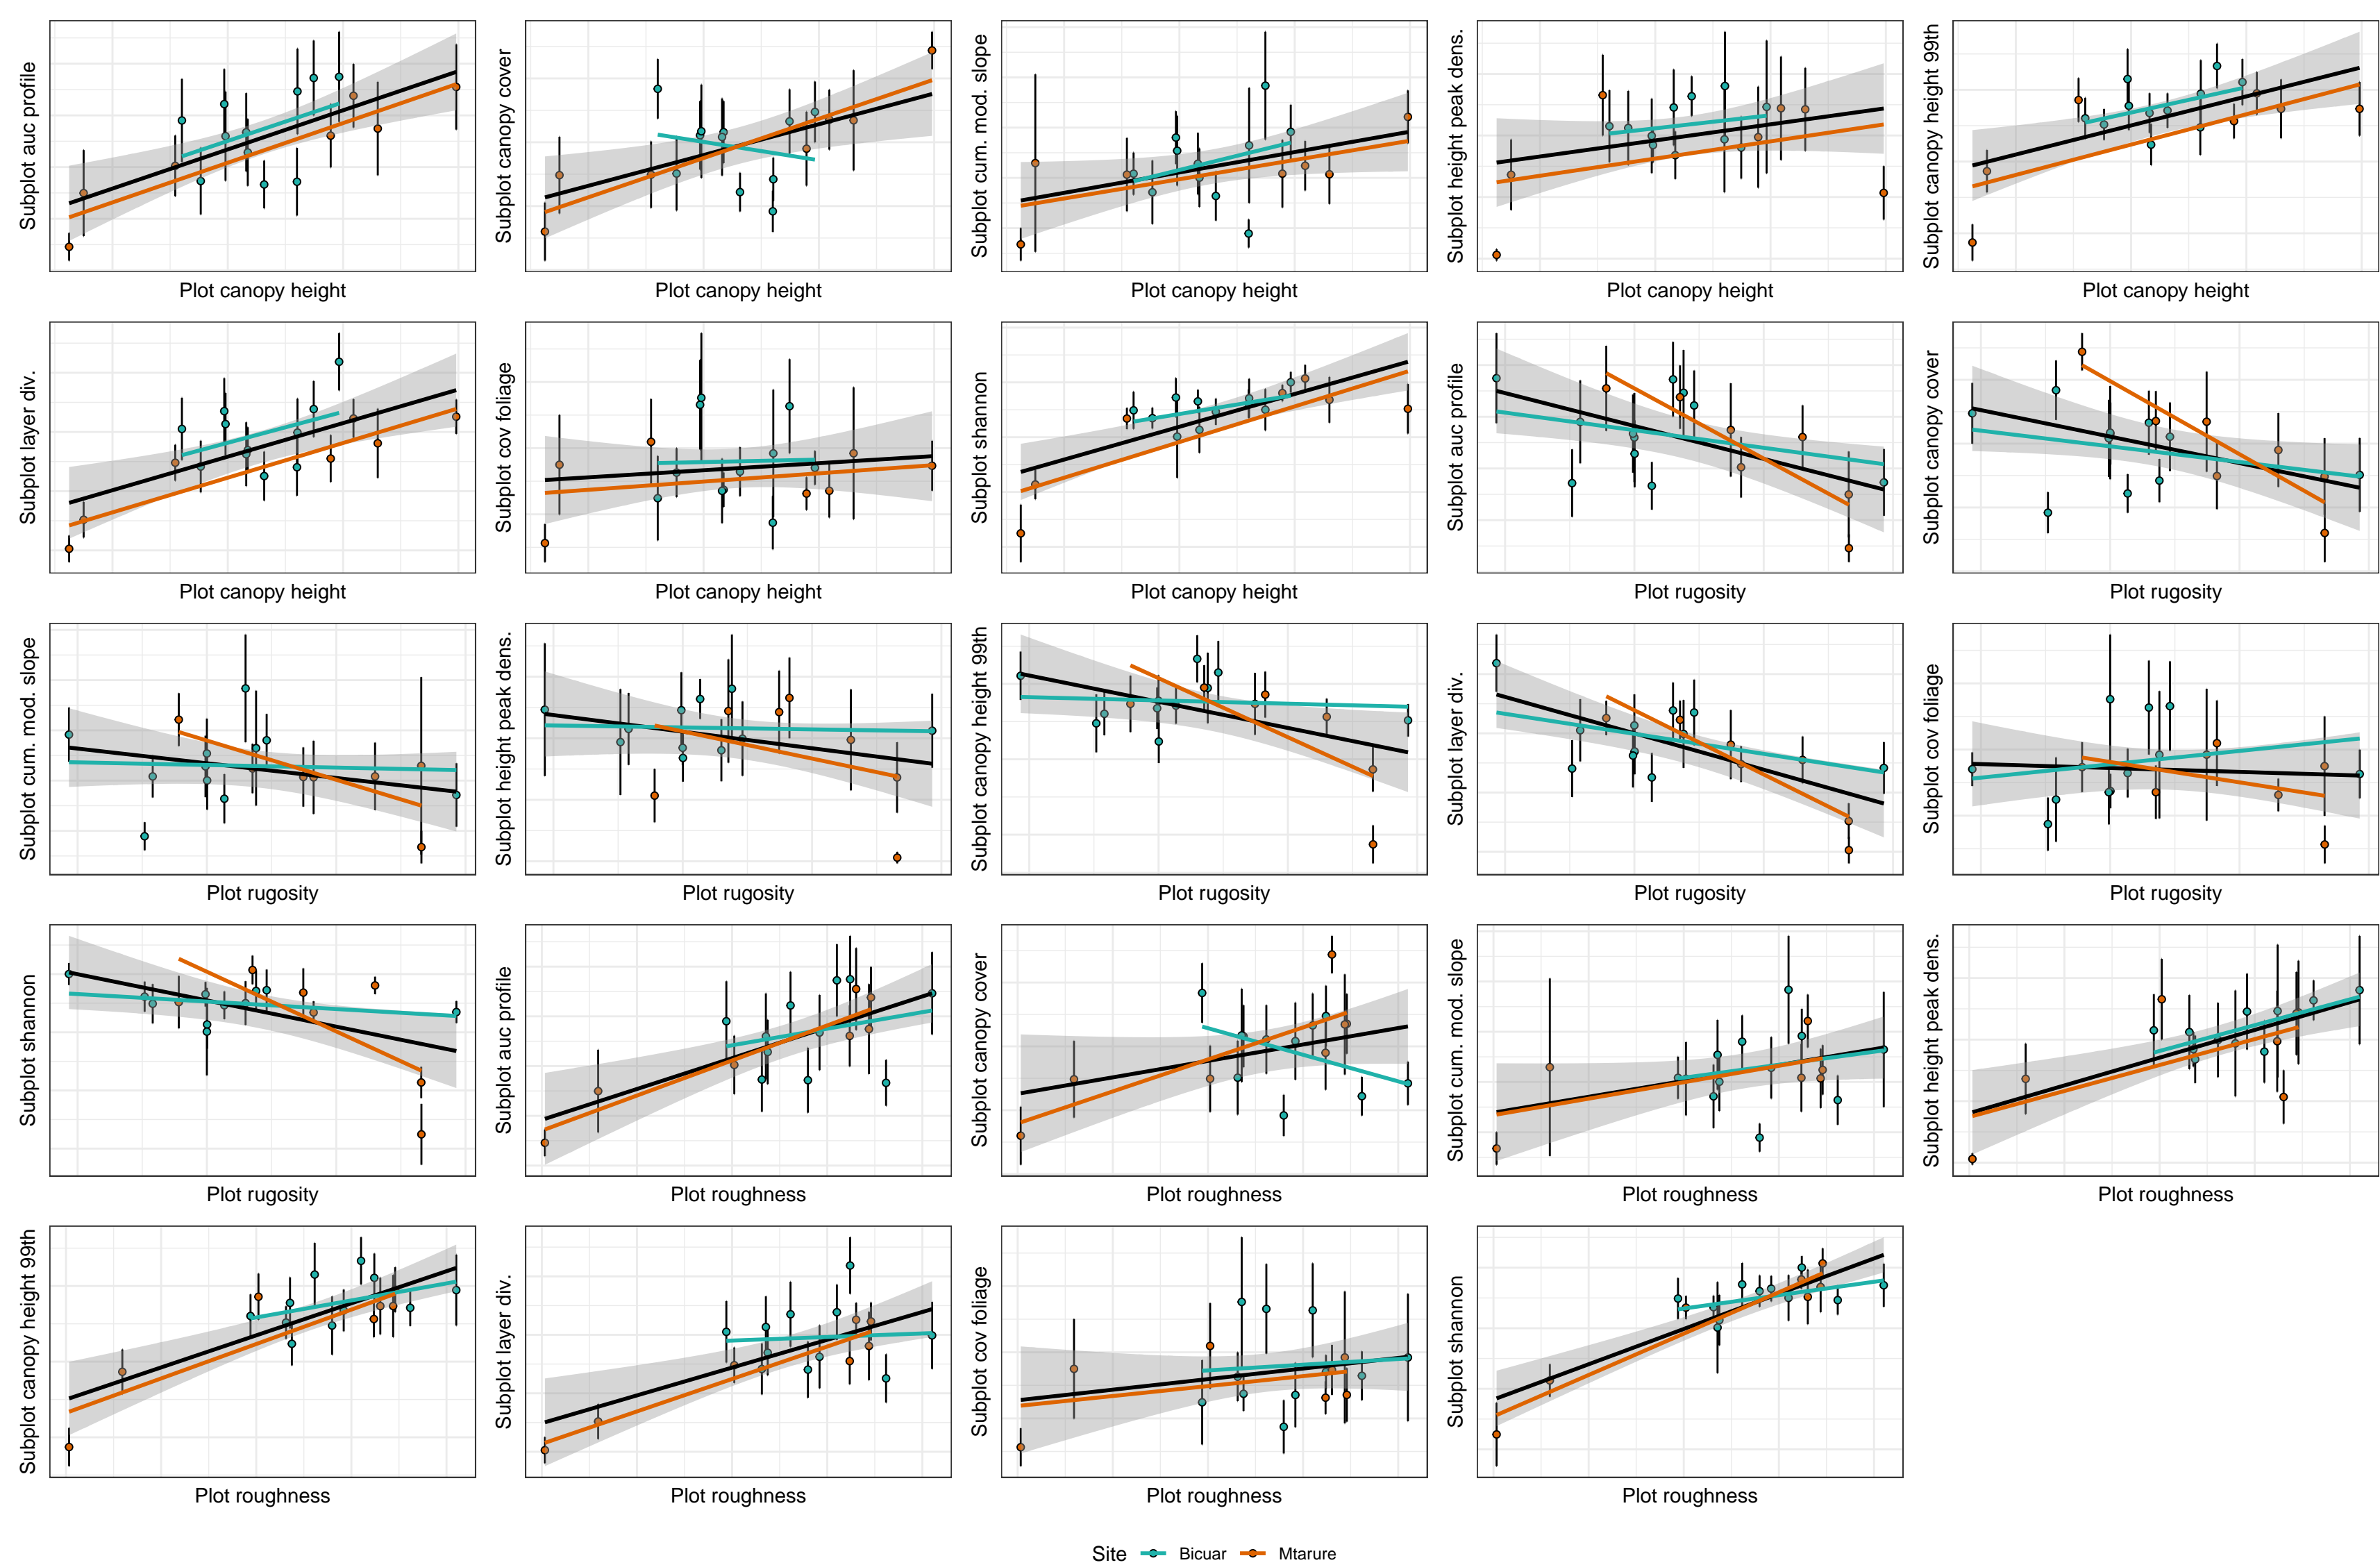 Subplot auc profile
Plot canopy height
Subplot canopy cover
Plot canopy height
Subplot cum. mod. slope
Plot canopy height
Subplot height peak dens.
Plot canopy height
Subplot canopy height 99th
Plot canopy height
Subplot layer div.
Plot canopy height
Subplot cov foliage
Plot canopy height
Subplot shannon
Plot canopy height
Subplot auc profile
Plot rugosity
Subplot canopy cover
Plot rugosity
Subplot cum. mod. slope
Plot rugosity
Subplot height peak dens.
Plot rugosity
Subplot canopy height 99th
Plot rugosity
Subplot layer div.
Plot rugosity
Subplot cov foliage
Plot rugosity
Subplot shannon
Plot rugosity
Subplot auc profile
Plot roughness
Subplot canopy cover
Plot roughness
Subplot cum. mod. slope
Plot roughness
Subplot height peak dens.
Plot roughness
Subplot canopy height 99th
Plot roughness
Subplot layer div.
Plot roughness
Subplot cov foliage
Plot roughness
Subplot shannon
Plot roughness
Site Bicuar Mtarure